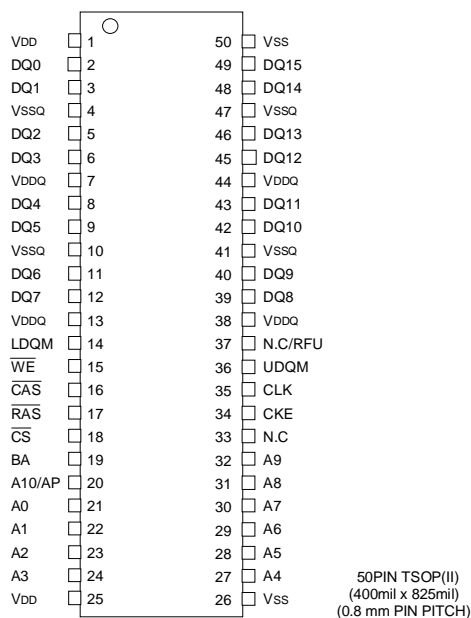 VDD 1 50 VSS
DQ0 2 49 DQ15
DQ1 3 48 DQ14
VSSQ 4 47 VSSQ
DQ2 5 46 DQ13
DQ3 6 45 DQ12
VDDQ 7 44 VDDQ
DQ4 8 43 DQ11
DQ5 9 42 DQ10
VSSQ 10 41 VSSQ
DQ6 11 40 DQ9
DQ7 12 39 DQ8
VDDQ 13 38 VDDQ
LDQM 14 37 N.C/RFU
WE 15 36 UDQM
CAS 16 35 CLK
RAS 17 34 CKE
CS 18 33 N.C
BA 19 32 A9
A10/AP 20 31 A8
A0 21 30 A7
A1 22 29 A6
A2 23 28 A5
A3 24 27 A4
VDD 25 26 VSS
50PIN TSOP(II)
(400mil x 825mil)
(0.8 mm PIN PITCH)